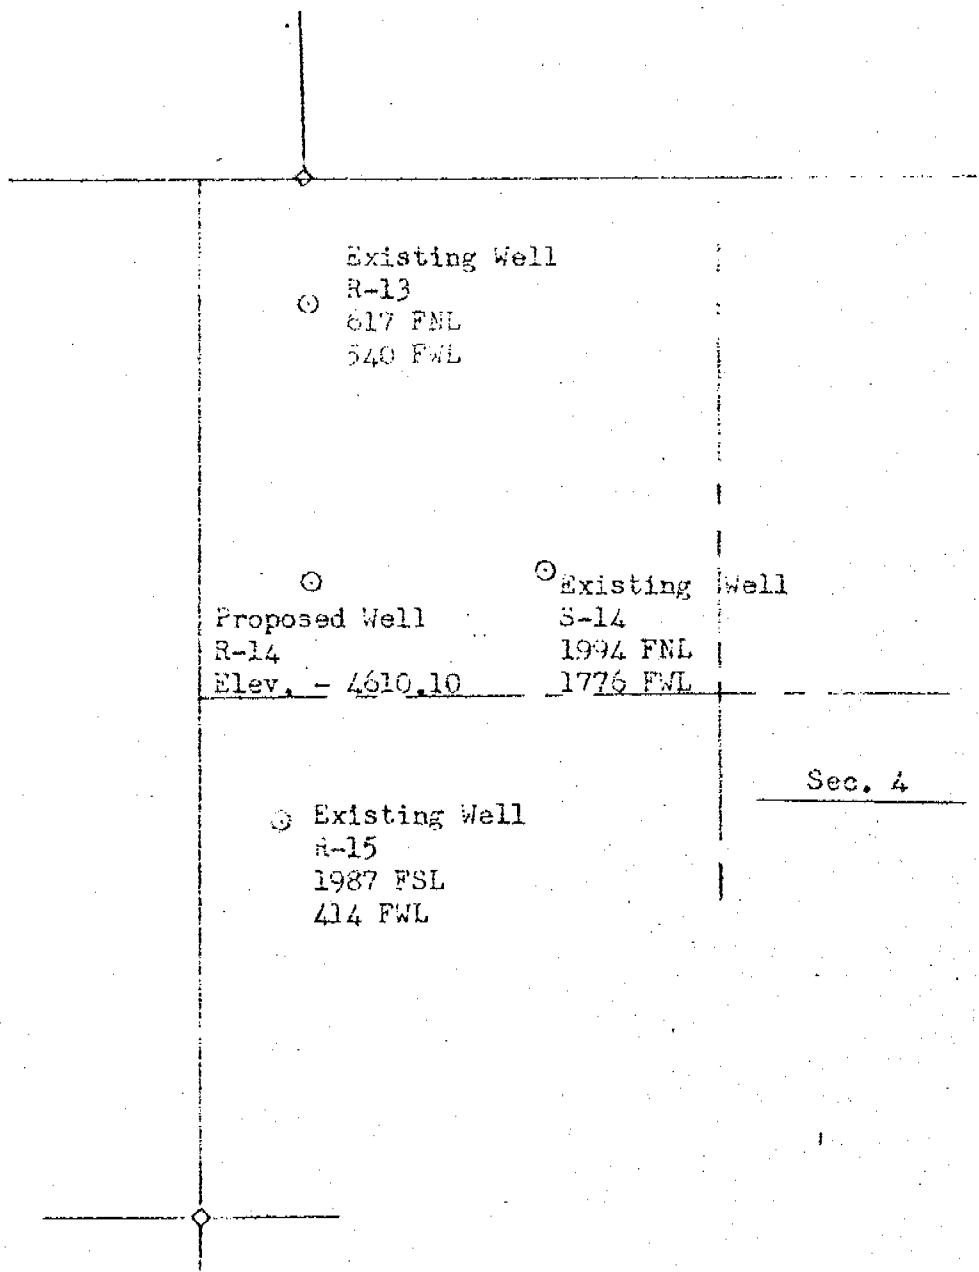 Existing Well
R-13
617 FNL
540 FWL
Existing Well
S-14
1994 FNL
1776 FWL
Proposed Well
R-14
Elev. - 4610.10
Sec. 4
Existing Well
R-15
1987 FSL
414 FWL